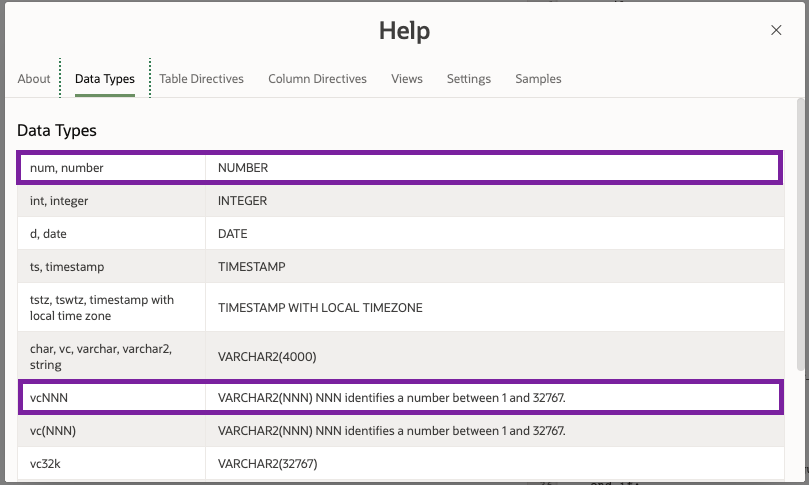 Help
About
Data Types
Table Directives
Column Directives
Views
Settings
Samples
Data Types
num, number NUMBER
int, integer INTEGER
d, date DATE
ts, timestamp TIMESTAMP
tstz, tswtz, timestamp with
local time zone
TIMESTAMP WITH LOCAL TIMEZONE
char, vc, varchar, varchar2,
string
VARCHAR2(4000)
vcNNN VARCHAR2(NNN) NNN identifies a number between 1 and 32767.
vc(NNN) VARCHAR2(NNN) NNN identifies a number between 1 and 32767.
vc32k VARCHAR2(32767)